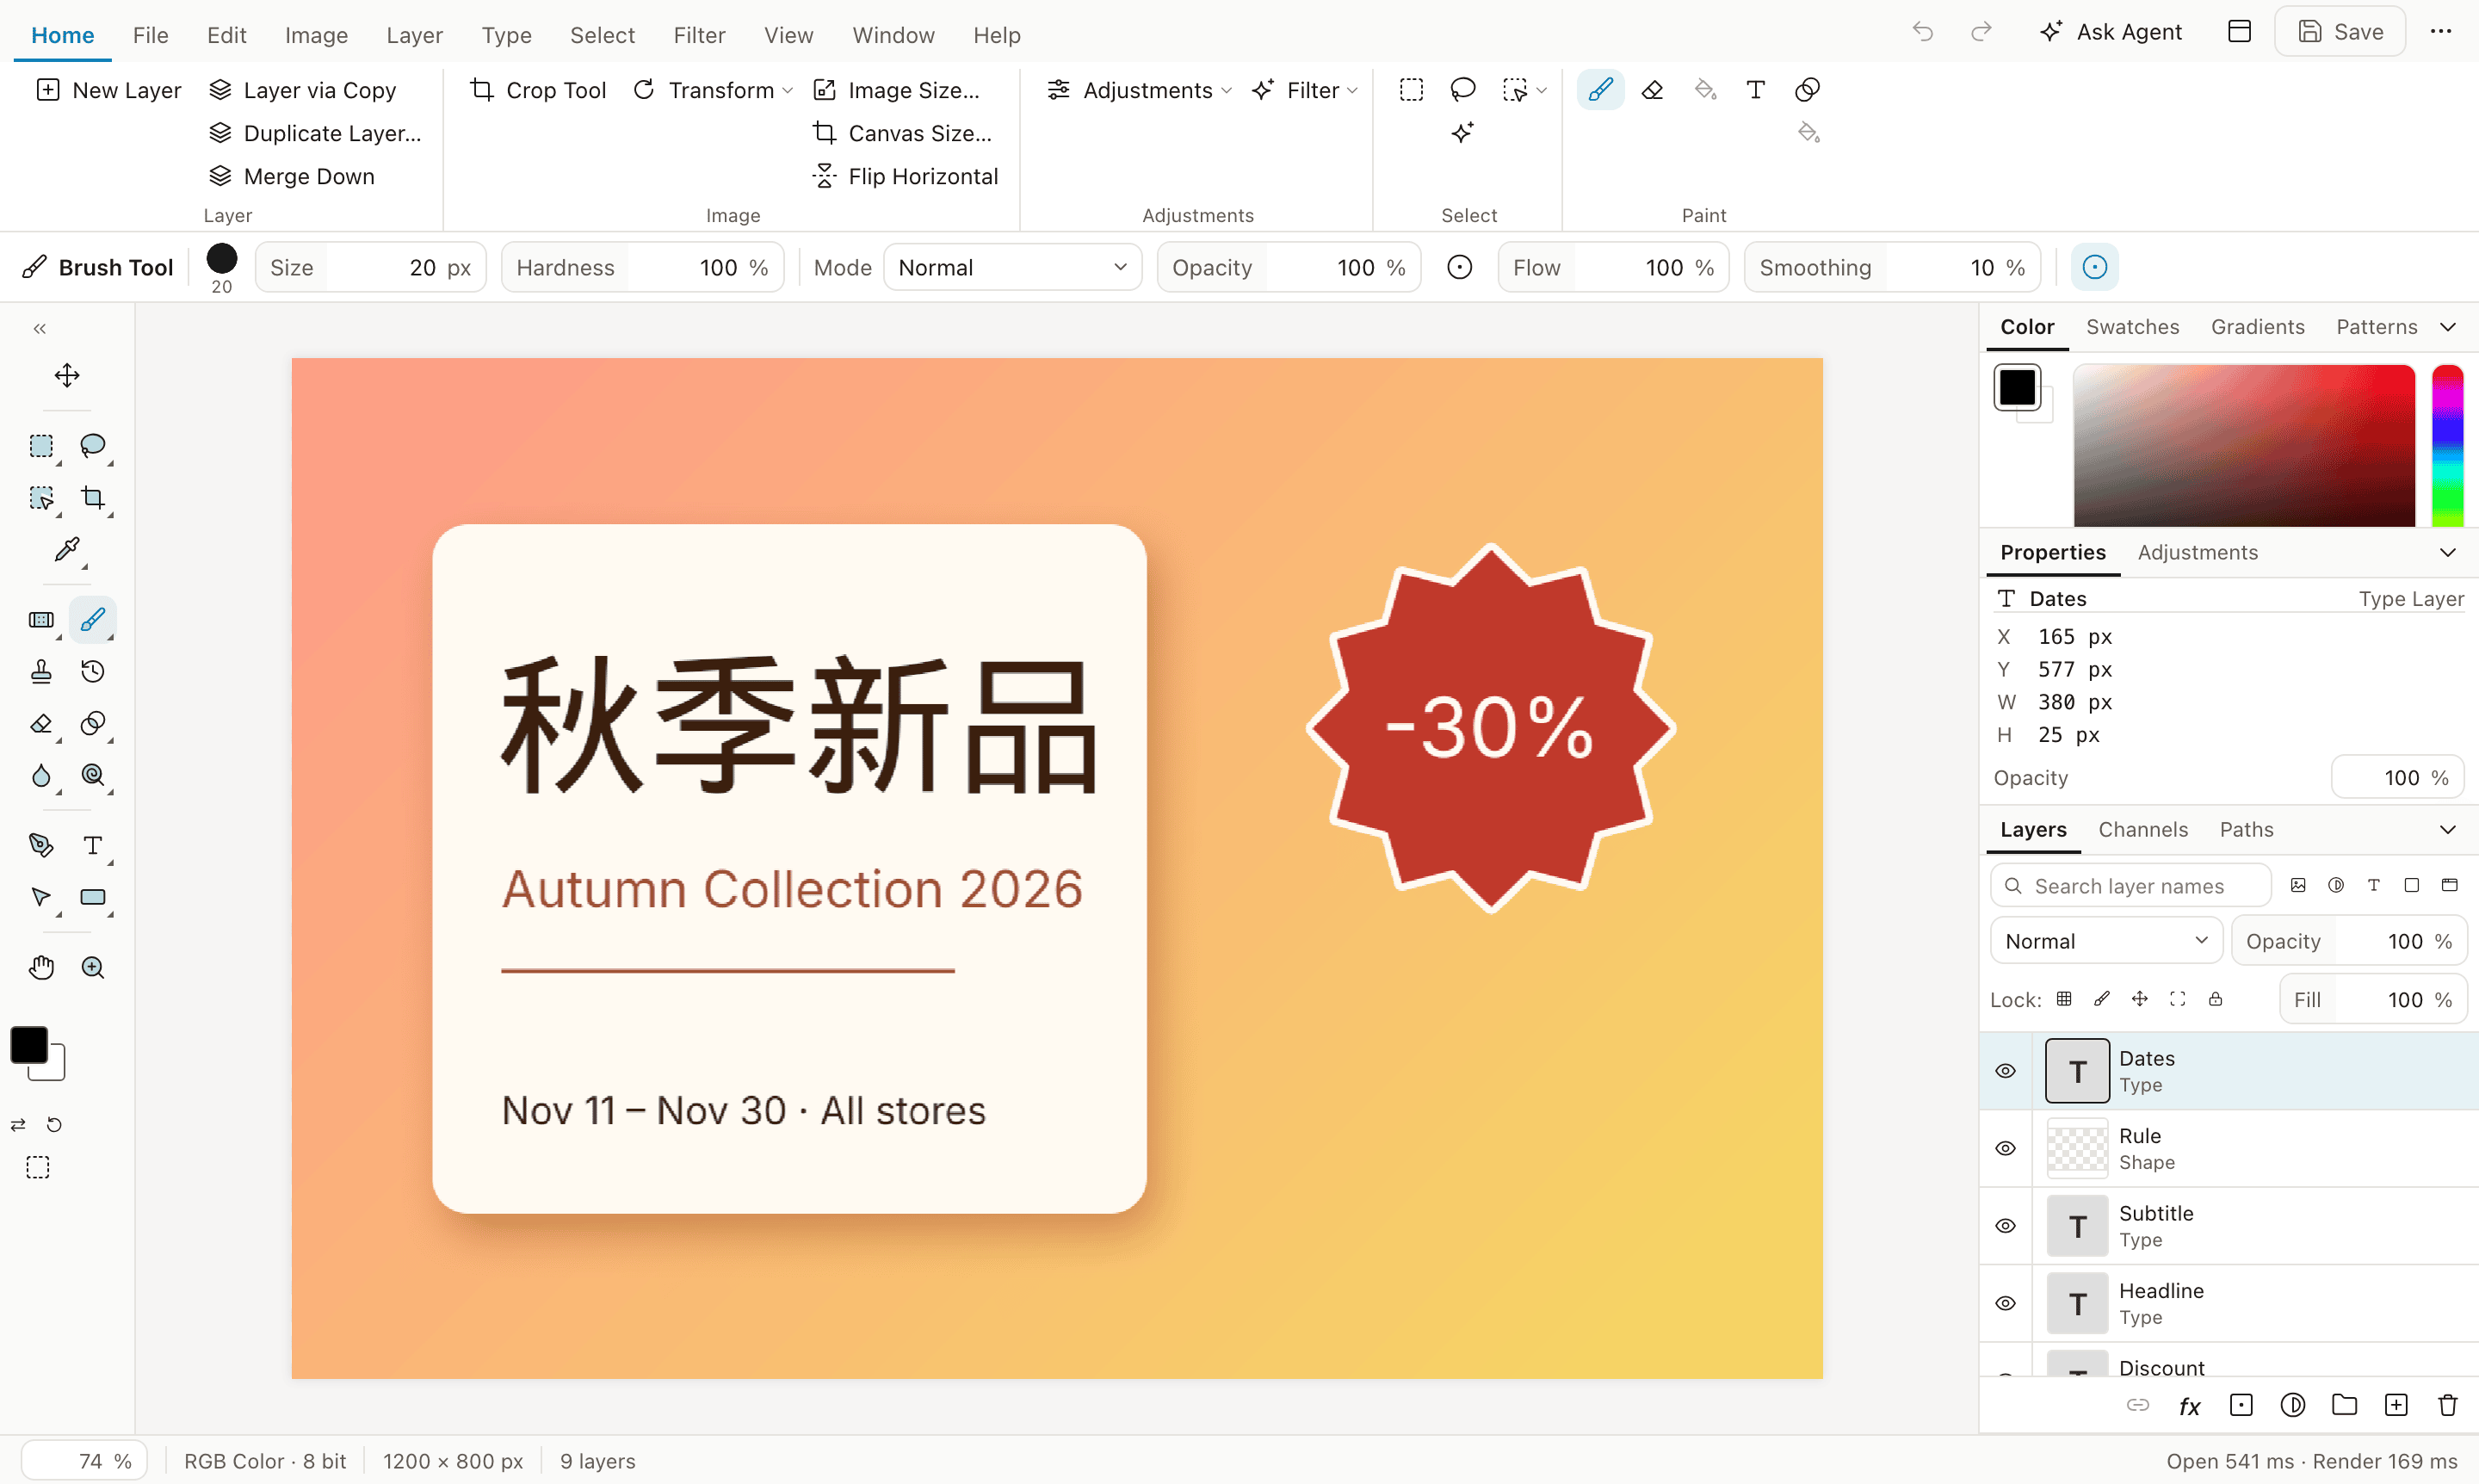 Home File Edit Image Layer Type Select Filter View Window Help Ask Agent Save
New Layer Layer via Copy Crop Tool Transform Image Size... Adjustments Filter
Duplicate Layer... Canvas Size...
Merge Down Flip Horizontal
Layer Image Adjustments Select Paint
Brush Tool 20 Size 20 px Hardness 100 % Mode Normal Opacity 100 % Flow 100 % Smoothing 10 %
秋季新品
Autumn Collection 2026
Nov 11 – Nov 30 · All stores
-30%
Color Swatches Gradients Patterns
Properties Adjustments
Dates Type Layer
X 165 px
Y 577 px
W 380 px
H 25 px
Opacity 100 %
Layers Channels Paths
Search layer names
Normal Opacity 100 %
Lock: Fill 100 %
Dates
Type
Rule
Shape
Subtitle
Type
Headline
Type
Discount
fx
74 % RGB Color · 8 bit 1200 × 800 px 9 layers Open 541 ms · Render 169 ms